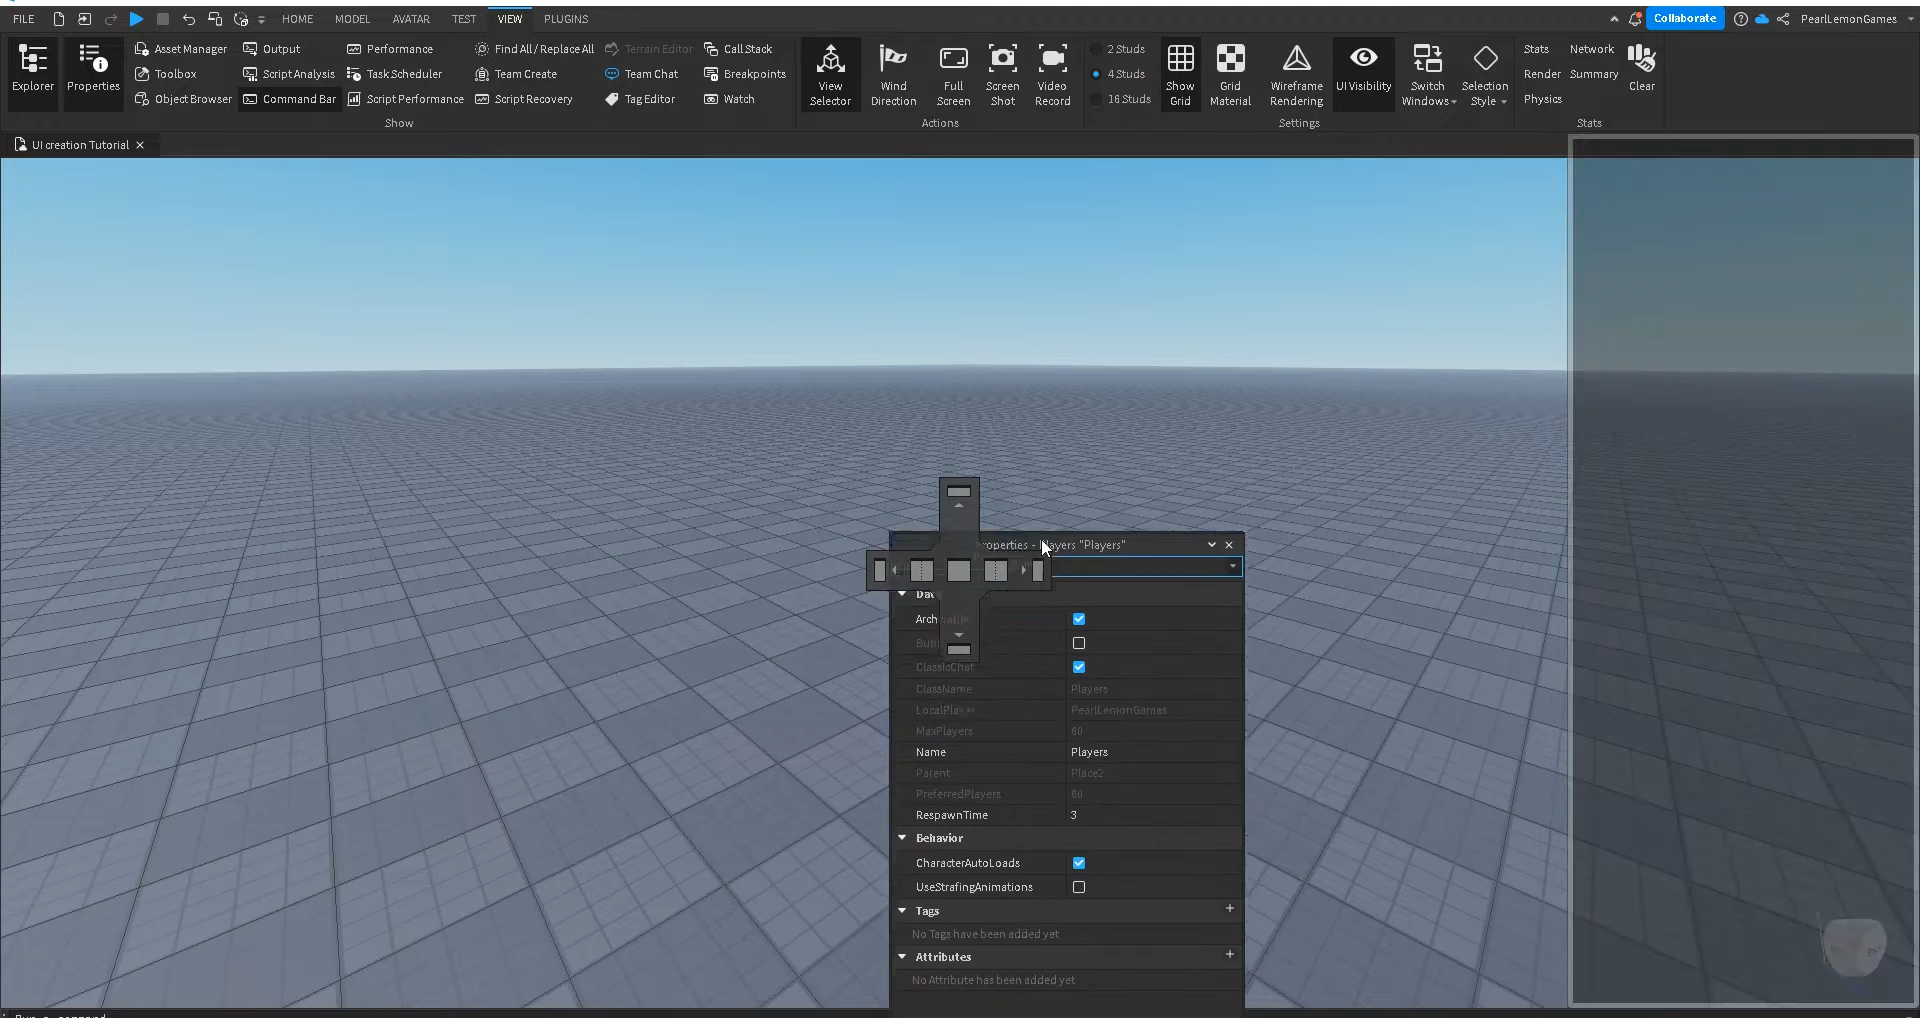 FILE HOME MODEL AVATAR TEST VIEW PLUGINS Collaborate PearlLemonGames
Explorer
Properties
Asset Manager
Toolbox
Object Browser
Output
Script Analysis
Command Bar
Performance
Task Scheduler
Script Performance
Find All / Replace All
Team Create
Script Recovery
Terrain Editor
Team Chat
Tag Editor
Call Stack
Breakpoints
Watch
Show
View
Selector
Wind
Direction
Full
Screen
Screen
Shot
Video
Record
Actions
2 Studs
4 Studs
16 Studs
Show
Grid
Grid
Material
Wireframe
Rendering
UI Visibility
Switch
Windows
Selection
Style
Settings
Stats
Render
Physics
Network
Summary
Clear
Stats
UI creation Tutorial
Properties - Players "Players"
ClassicChat
ClassName Players
LocalPlayer PearlLemonGames
MaxPlayers 60
Name Players
Parent Place2
PreferredPlayers 60
RespawnTime 3
Behavior
CharacterAutoLoads
UseStrafingAnimations
Tags
No Tags have been added yet
Attributes
No Attribute has been added yet